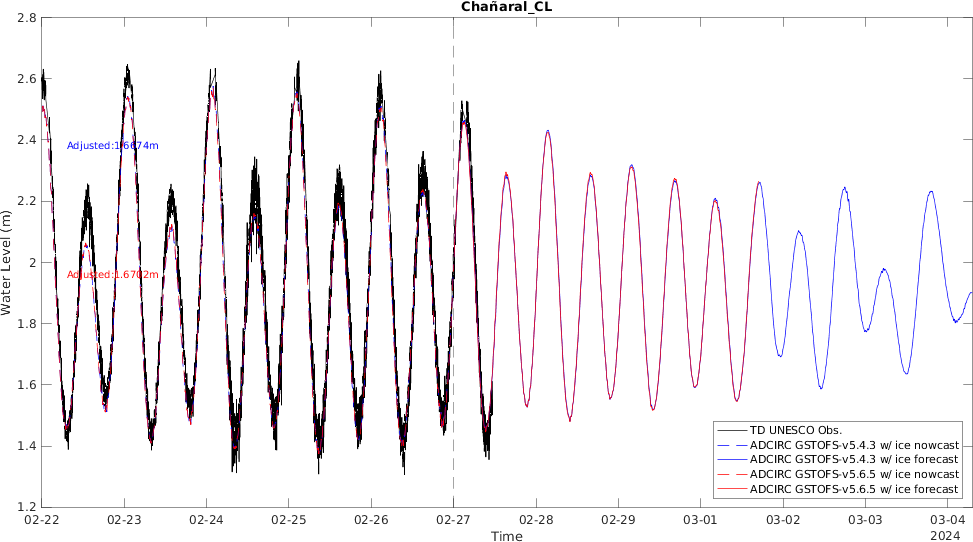 Chañaral_CL
Water Level (m)
2.8
2.6
2.4
2.2
2
1.8
1.6
1.4
1.2
Adjusted:1.6674m
Adjusted:1.6702m
TD UNESCO Obs.
ADCIRC GSTOFS-v5.4.3 w/ ice nowcast
ADCIRC GSTOFS-v5.4.3 w/ ice forecast
ADCIRC GSTOFS-v5.6.5 w/ ice nowcast
ADCIRC GSTOFS-v5.6.5 w/ ice forecast
02-22 02-23 02-24 02-25 02-26 02-27 02-28 02-29 03-01 03-02 03-03 03-04
Time
2024